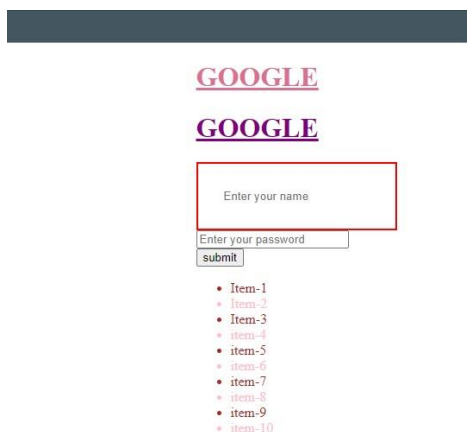 GOOGLE
GOOGLE
Enter your name
Enter your password
submit
Item-1
Item-2
Item-3
item-4
item-5
item-6
item-7
item-8
item-9
item-10